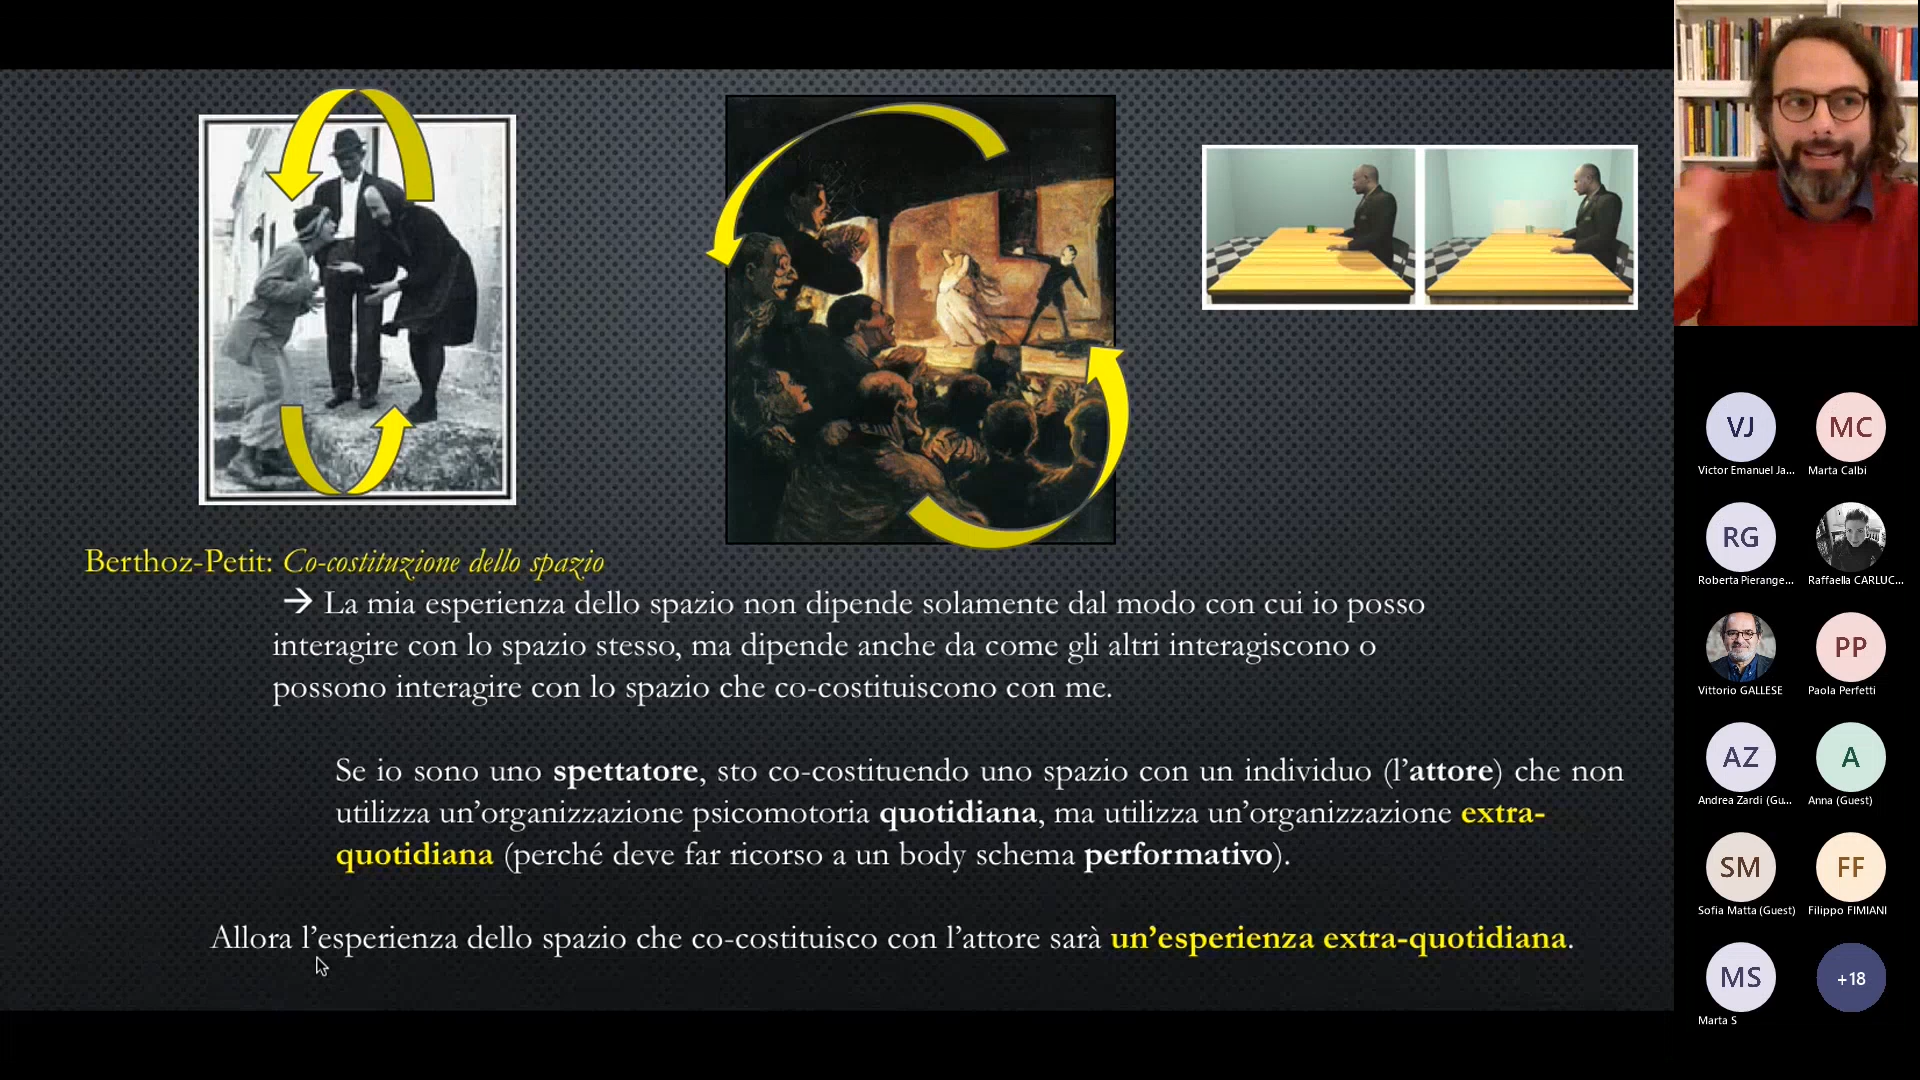 Berthoz-Petit: Co-costituzione dello spazio
→ La mia esperienza dello spazio non dipende solamente dal modo con cui io posso
interagire con lo spazio stesso, ma dipende anche da come gli altri interagiscono o
possono interagire con lo spazio che co-costituiscono con me.
Se io sono uno spettatore, sto co-costituendo uno spazio con un individuo (l’attore) che non
utilizza un’organizzazione psicomotoria quotidiana, ma utilizza un’organizzazione extra-
quotidiana (perché deve far ricorso a un body schema performativo).
Allora l’esperienza dello spazio che co-costituisco con l’attore sarà un’esperienza extra-quotidiana.
VJ
MC
Victor Emanuel Ja...
Marta Calbi
RG
Roberta Pierange...
Raffaella CARLUC...
PP
Vittorio GALLESE
Paola Perfetti
AZ
A
Andrea Zardi (Gu...
Anna (Guest)
SM
FF
Sofia Matta (Guest)
Filippo FIMIANI
MS
+18
Marta S